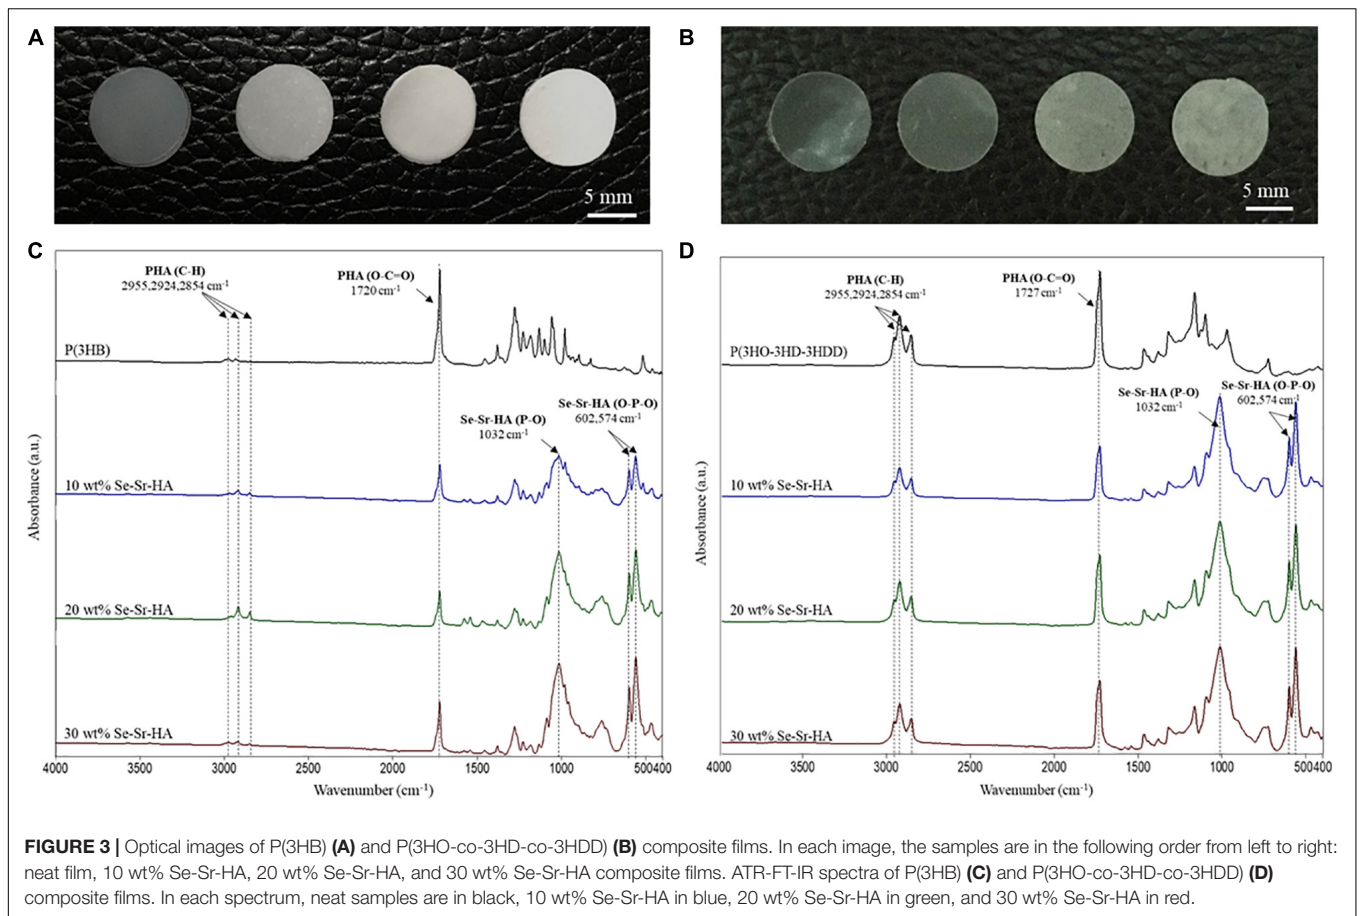 A
B
5 mm
5 mm
C
D
PHA (C-H)
2955,2924,2854 cm-1
PHA (O-C=O)
1720 cm-1
P(3HB)
Se-Sr-HA (P-O)
1032 cm-1
Se-Sr-HA (O-P-O)
602,574 cm-1
10 wt% Se-Sr-HA
20 wt% Se-Sr-HA
30 wt% Se-Sr-HA
Absorbance (a.u.)
4000 3500 3000 2500 2000 1500 1000 500400
Wavenumber (cm-1)
PHA (C-H)
2955,2924,2854 cm-1
PHA (O-C=O)
1727 cm-1
P(3HO-3HD-3HDD)
Se-Sr-HA (P-O)
1032 cm-1
Se-Sr-HA (O-P-O)
602,574 cm-1
10 wt% Se-Sr-HA
20 wt% Se-Sr-HA
30 wt% Se-Sr-HA
Absorbance (a.u.)
4000 3500 3000 2500 2000 1500 1000 500400
Wavenumber (cm-1)
FIGURE 3 | Optical images of P(3HB) (A) and P(3HO-co-3HD-co-3HDD) (B) composite films. In each image, the samples are in the following order from left to right:
neat film, 10 wt% Se-Sr-HA, 20 wt% Se-Sr-HA, and 30 wt% Se-Sr-HA composite films. ATR-FT-IR spectra of P(3HB) (C) and P(3HO-co-3HD-co-3HDD) (D)
composite films. In each spectrum, neat samples are in black, 10 wt% Se-Sr-HA in blue, 20 wt% Se-Sr-HA in green, and 30 wt% Se-Sr-HA in red.